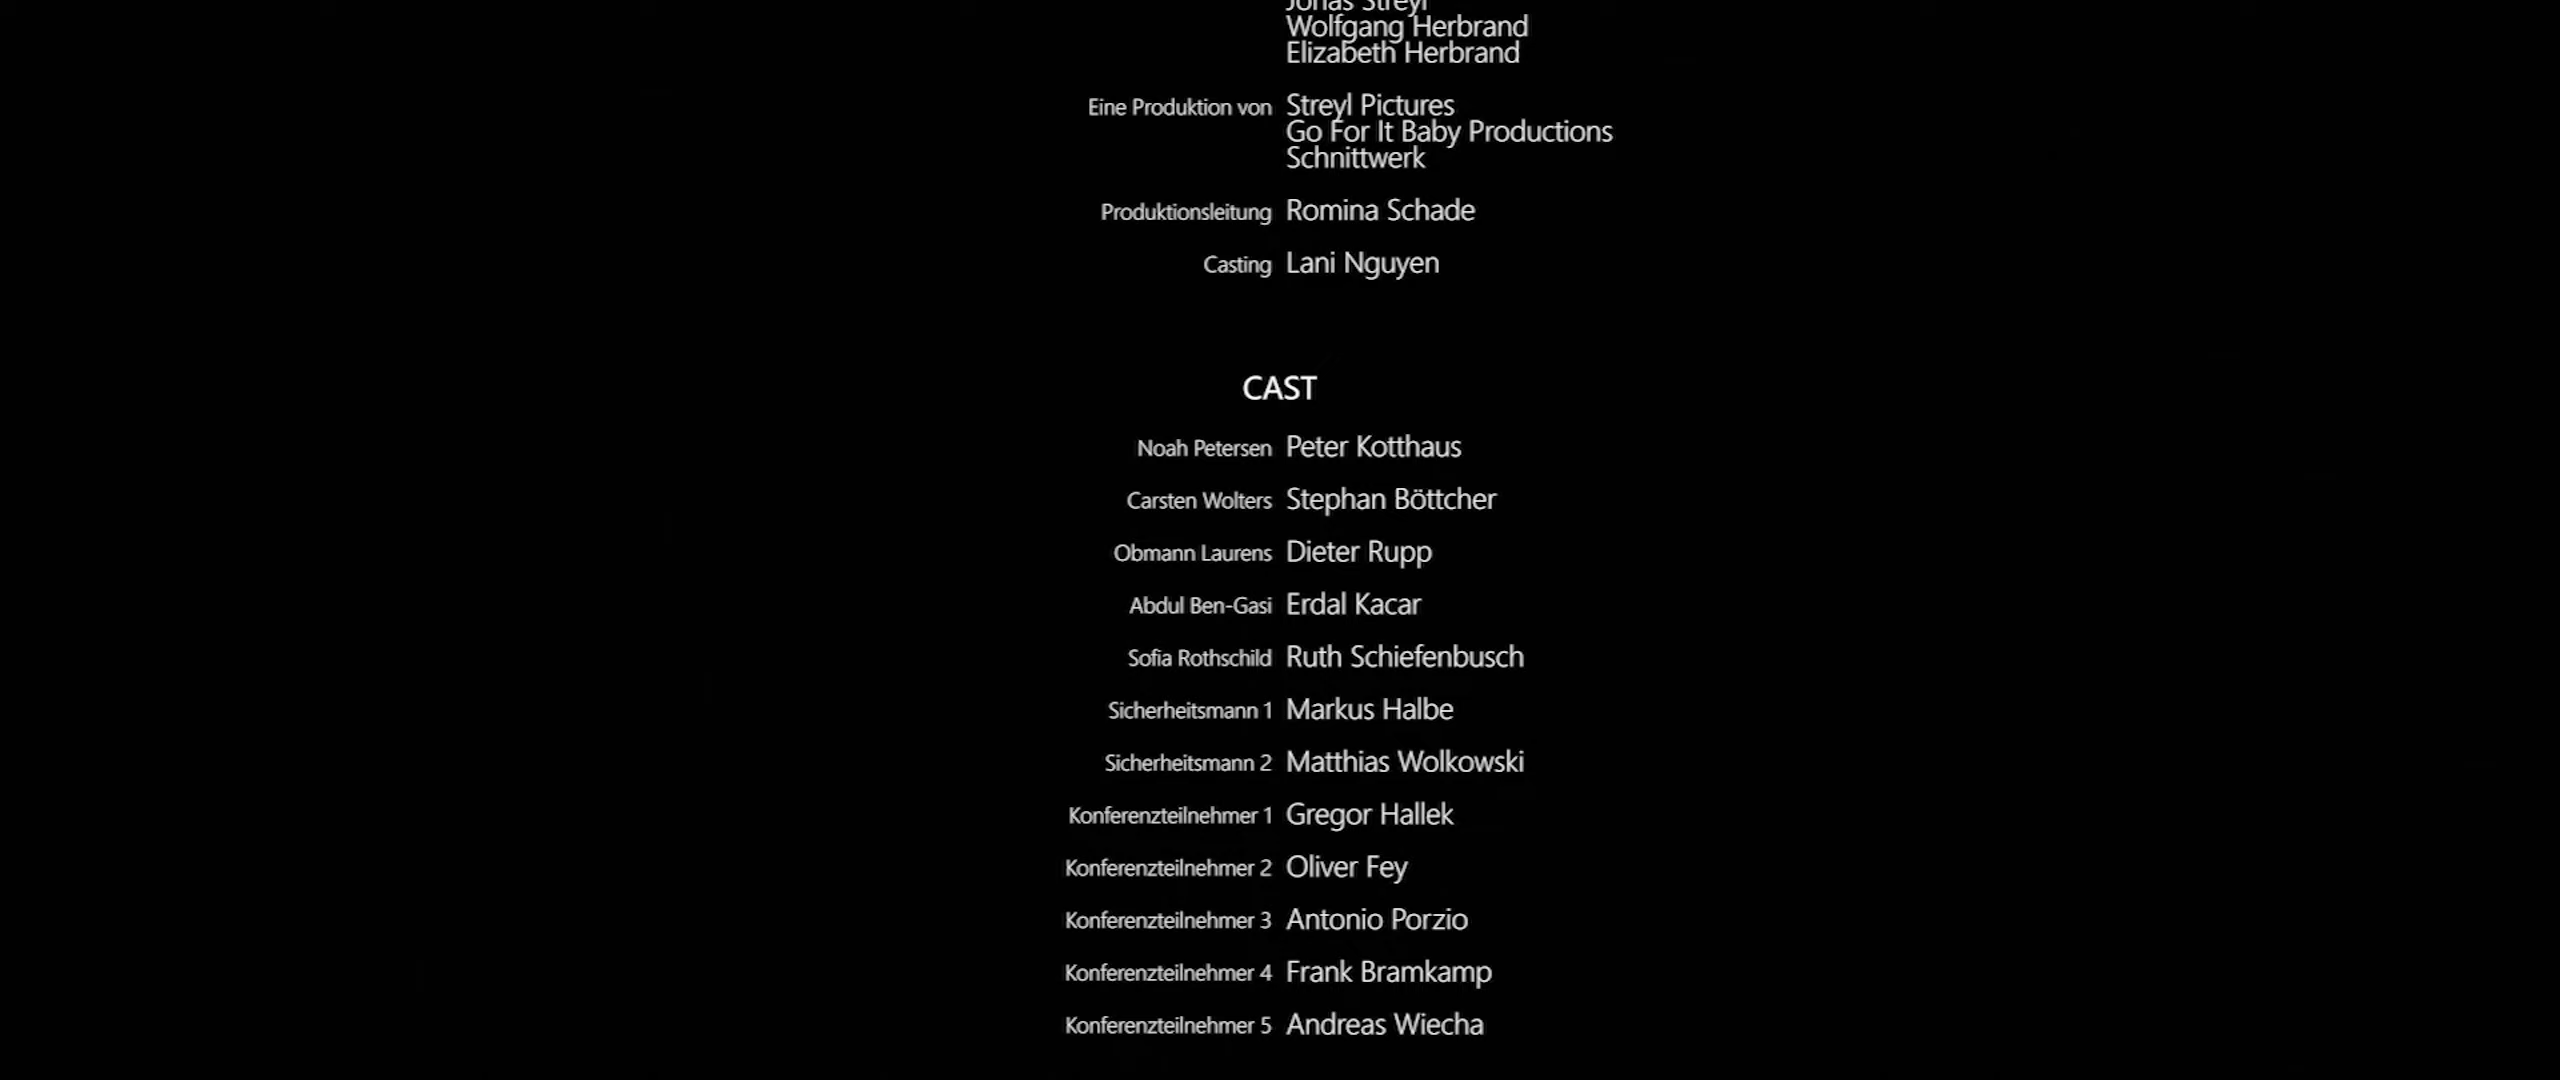 Jonas Streyl
Wolfgang Herbrand
Elizabeth Herbrand
Eine Produktion von Streyl Pictures
Go For It Baby Productions
Schnittwerk
Produktionsleitung Romina Schade
Casting Lani Nguyen
CAST
Noah Petersen Peter Kotthaus
Carsten Wolters Stephan Böttcher
Obmann Laurens Dieter Rupp
Abdul Ben-Gasi Erdal Kacar
Sofia Rothschild Ruth Schiefenbusch
Sicherheitsmann 1 Markus Halbe
Sicherheitsmann 2 Matthias Wolkowski
Konferenzteilnehmer 1 Gregor Hallek
Konferenzteilnehmer 2 Oliver Fey
Konferenzteilnehmer 3 Antonio Porzio
Konferenzteilnehmer 4 Frank Bramkamp
Konferenzteilnehmer 5 Andreas Wiecha